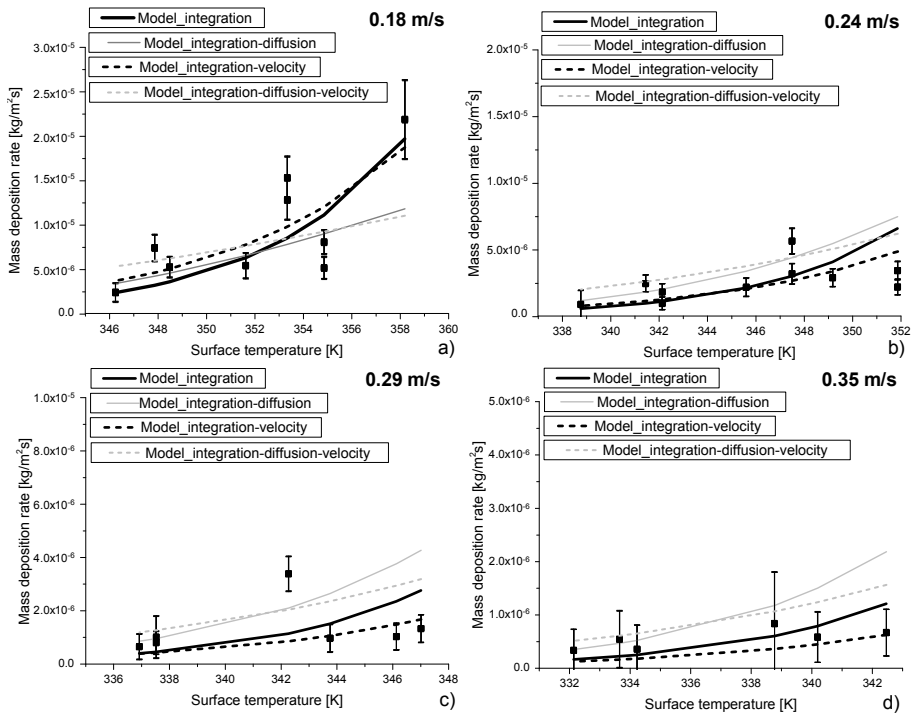 Model_integration
0.18 m/s
Model_integration-diffusion
Model_integration-velocity
Model_integration-diffusion-velocity
Mass deposition rate [kg/m²s]
3.0x10⁻⁵
2.5x10⁻⁵
2.0x10⁻⁵
1.5x10⁻⁵
1.0x10⁻⁵
5.0x10⁻⁶
0.0
346 348 350 352 354 356 358 360
Surface temperature [K]
a)
Model_integration
0.24 m/s
Model_integration-diffusion
Model_integration-velocity
Model_integration-diffusion-velocity
Mass deposition rate [kg/m²s]
2.0x10⁻⁵
1.5x10⁻⁵
1.0x10⁻⁵
5.0x10⁻⁶
0.0
338 340 342 344 346 348 350 352
Surface temperature [K]
b)
Model_integration
0.29 m/s
Model_integration-diffusion
Model_integration-velocity
Model_integration-diffusion-velocity
Mass deposition rate [kg/m²s]
1.0x10⁻⁵
8.0x10⁻⁶
6.0x10⁻⁶
4.0x10⁻⁶
2.0x10⁻⁶
0.0
336 338 340 342 344 346 348
Surface temperature [K]
c)
Model_integration
0.35 m/s
Model_integration-diffusion
Model_integration-velocity
Model_integration-diffusion-velocity
Mass deposition rate [kg/m²s]
5.0x10⁻⁶
4.0x10⁻⁶
3.0x10⁻⁶
2.0x10⁻⁶
1.0x10⁻⁶
0.0
332 334 336 338 340 342
Surface temperature [K]
d)